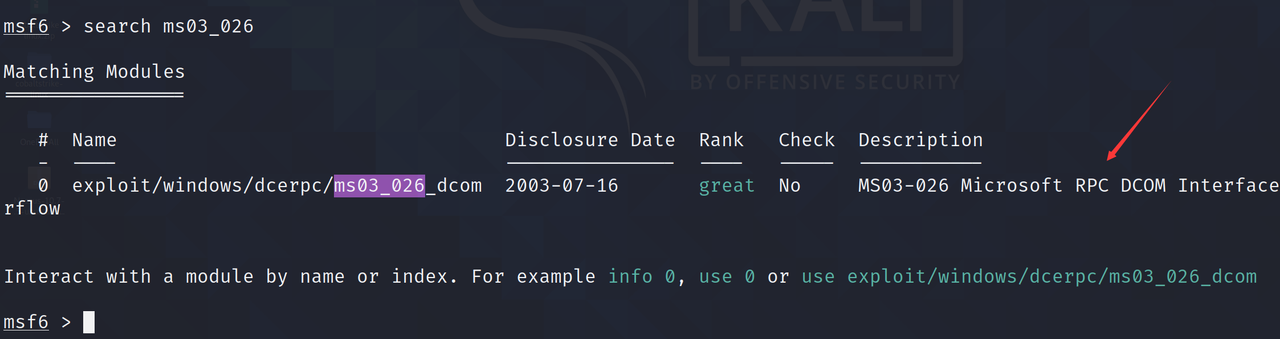 msf6 > search ms03_026
KALI
BY OFFENSIVE SECURITY
Matching Modules
================
# Name Disclosure Date Rank Check Description
- ---- --------------- ---- ----- -----------
0 exploit/windows/dcerpc/ms03_026_dcom 2003-07-16 great No MS03-026 Microsoft RPC DCOM Interface
rflow
Interact with a module by name or index. For example info 0, use 0 or use exploit/windows/dcerpc/ms03_026_dcom
msf6 >